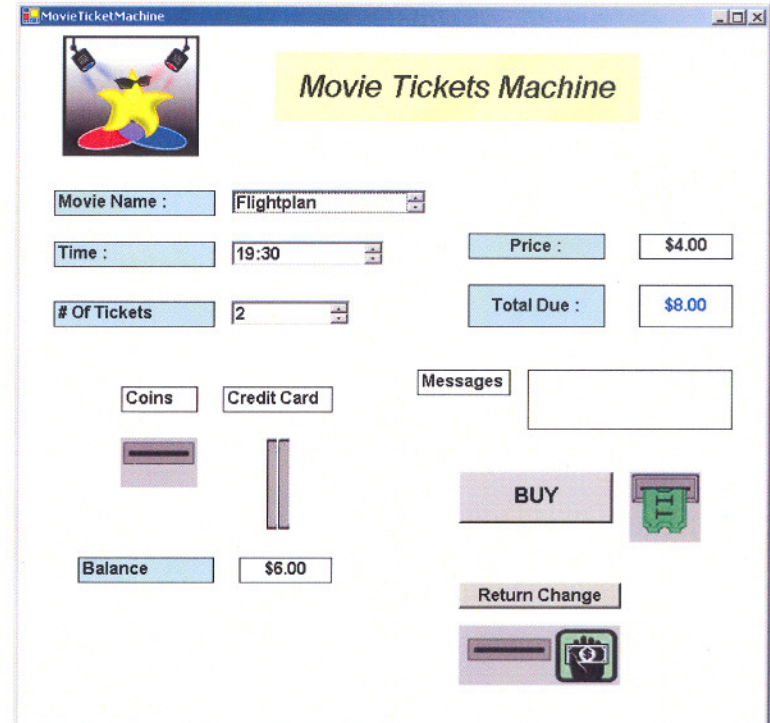 MovieTicketMachine
Movie Tickets Machine
Movie Name :
Flightplan
Time :
19:30
Price :
$4.00
# Of Tickets
2
Total Due :
$8.00
Messages
Coins
Credit Card
BUY
Balance
$6.00
Return Change